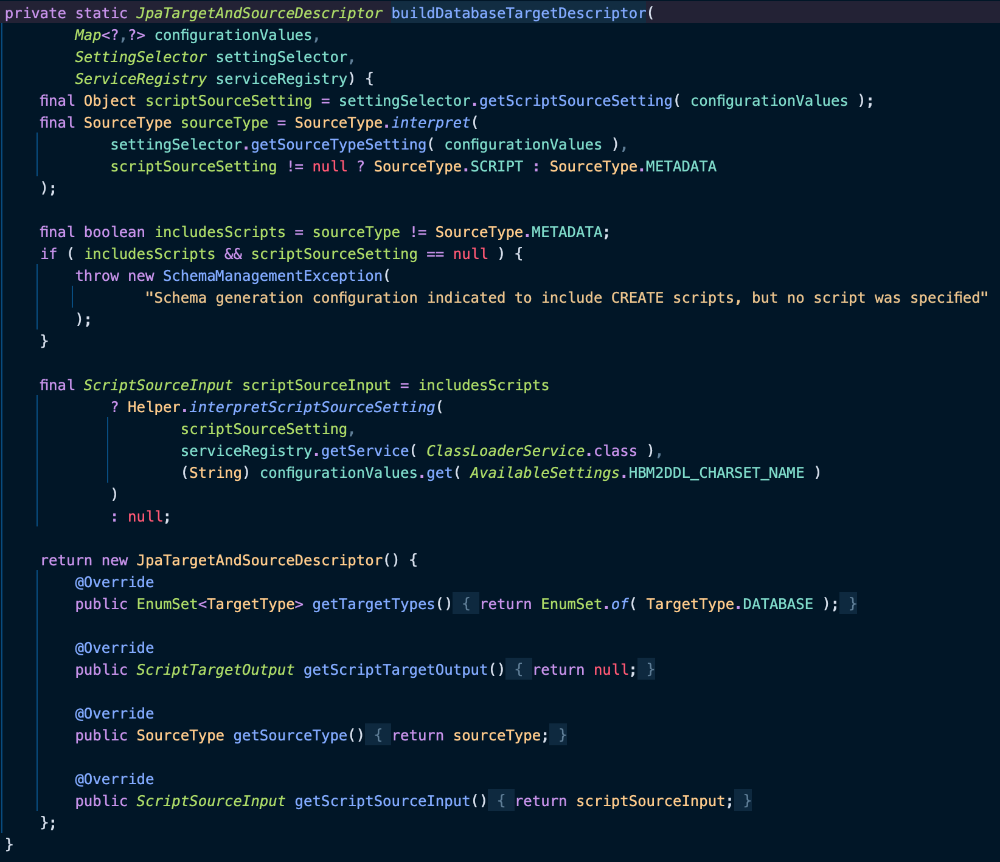 private static JpaTargetAndSourceDescriptor buildDatabaseTargetDescriptor(
        Map<?,?> configurationValues,
        SettingSelector settingSelector,
        ServiceRegistry serviceRegistry) {
    final Object scriptSourceSetting = settingSelector.getScriptSourceSetting( configurationValues );
    final SourceType sourceType = SourceType.interpret(
            settingSelector.getSourceTypeSetting( configurationValues ),
            scriptSourceSetting != null ? SourceType.SCRIPT : SourceType.METADATA
    );

    final boolean includesScripts = sourceType != SourceType.METADATA;
    if ( includesScripts && scriptSourceSetting == null ) {
        throw new SchemaManagementException(
                "Schema generation configuration indicated to include CREATE scripts, but no script was specified"
        );
    }

    final ScriptSourceInput scriptSourceInput = includesScripts
            ? Helper.interpretScriptSourceSetting(
                    scriptSourceSetting,
                    serviceRegistry.getService( ClassLoaderService.class ),
                    (String) configurationValues.get( AvailableSettings.HBM2DDL_CHARSET_NAME )
            )
            : null;

    return new JpaTargetAndSourceDescriptor() {
        @Override
        public EnumSet<TargetType> getTargetTypes() { return EnumSet.of( TargetType.DATABASE ); }

        @Override
        public ScriptTargetOutput getScriptTargetOutput() { return null; }

        @Override
        public SourceType getSourceType() { return sourceType; }

        @Override
        public ScriptSourceInput getScriptSourceInput() { return scriptSourceInput; }
    };
}